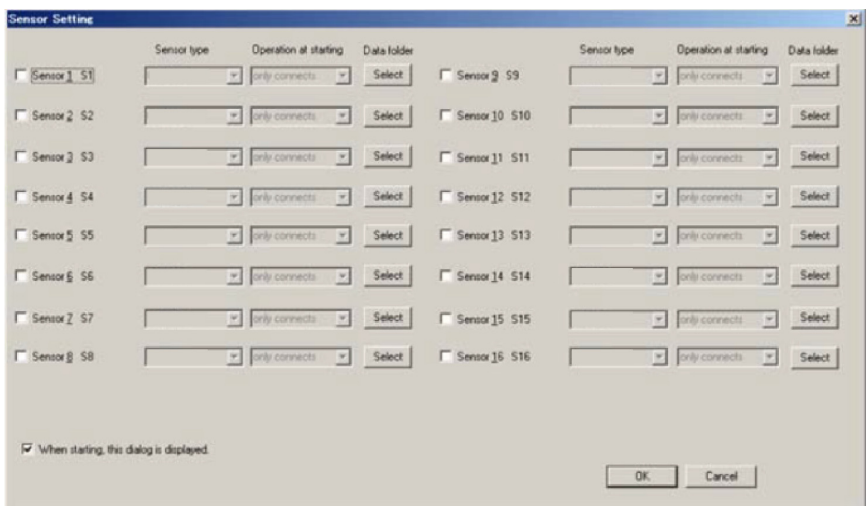 Sensor Setting
Sensor type Operation at starting Data folder Sensor type Operation at starting Data folder
Sensor 1 S1 only connects Select Sensor 9 S9 only connects Select
Sensor 2 S2 only connects Select Sensor 10 S10 only connects Select
Sensor 3 S3 only connects Select Sensor 11 S11 only connects Select
Sensor 4 S4 only connects Select Sensor 12 S12 only connects Select
Sensor 5 S5 only connects Select Sensor 13 S13 only connects Select
Sensor 6 S6 only connects Select Sensor 14 S14 only connects Select
Sensor 7 S7 only connects Select Sensor 15 S15 only connects Select
Sensor 8 S8 only connects Select Sensor 16 S16 only connects Select
When starting, this dialog is displayed.
OK Cancel